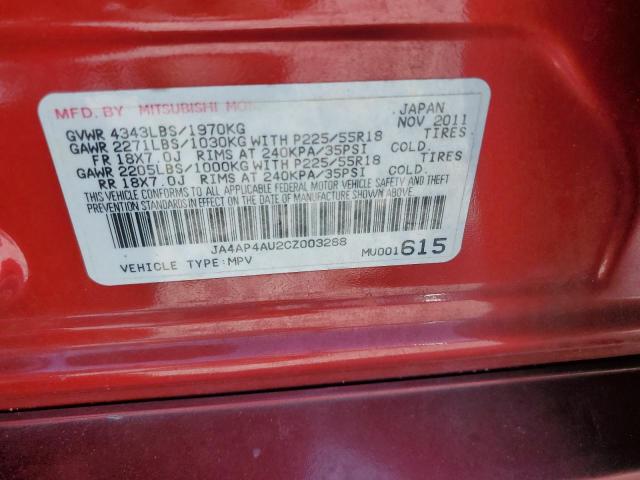 MFD. BY MITSUBISHI JAPAN
GVWR 4343LBS/1970KG NOV 2011
GAWR 2271LBS/1030KG WITH P225/55R18 TIRES
FR 18X7.0J RIMS AT 240KPA/35PSI COLD.
GAWR 2205LBS/1000KG WITH P225/55R18 TIRES
RR 18X7.0J RIMS AT 240KPA/35PSI COLD.
THIS VEHICLE CONFORMS TO ALL APPLICABLE FEDERAL MOTOR VEHICLE SAFETY AND THEFT
PREVENTION STANDARDS IN EFFECT ON THE DATE OF MANUFACTURE SHOWN ABOVE.
JA4AP4AU2CZ003288 MU001615
VEHICLE TYPE:MPV